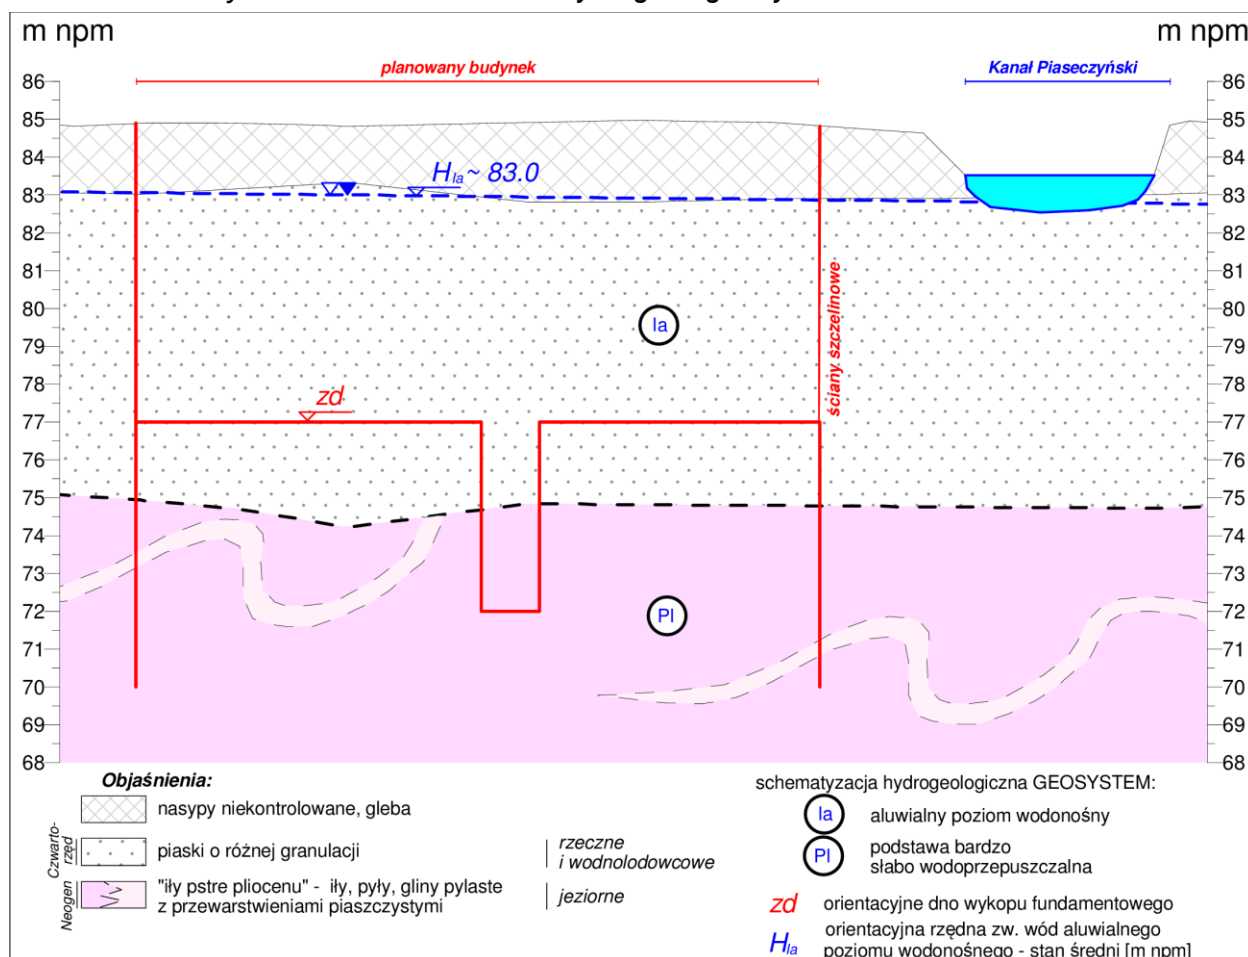 m npm
m npm
planowany budynek
Kanał Piaseczyński
86
86
85
85
84
84
H Ia ~ 83.0
83
83
82
82
81
81
80
80
Ia
79
79
ściany szczelinowe
78
78
zd
77
77
76
76
75
75
74
74
73
73
72
72
Pl
71
71
70
70
69
69
68
68
Objaśnienia:
nasypy niekontrolowane, gleba
Czwarto-
rzęd
piaski o różnej granulacji
rzeczne
i wodnolodowcowe
Neogen
"iły pstre pliocenu" - iły, pyły, gliny pylaste
z przewarstwieniami piaszczystymi
jeziorne
schematyzacja hydrogeologiczna GEOSYSTEM:
Ia
aluwialny poziom wodonośny
Pl
podstawa bardzo
słabo wodoprzepuszczalna
zd
orientacyjne dno wykopu fundamentowego
H Ia
orientacyjna rzędna zw. wód aluwialnego
poziomu wodonośnego - stan średni [m npm]